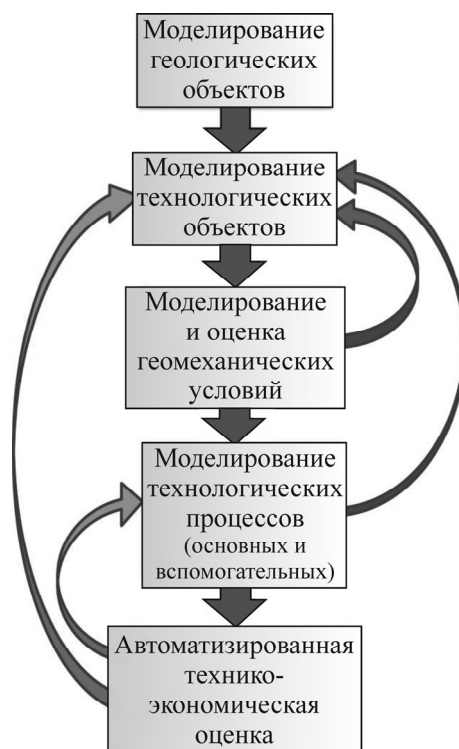 Моделирование
геологических
объектов
Моделирование
технологических
объектов
Моделирование
и оценка
геомеханических
условий
Моделирование
технологических
процессов
(основных и
вспомогательных)
Автоматизированная
технико-
экономическая
оценка